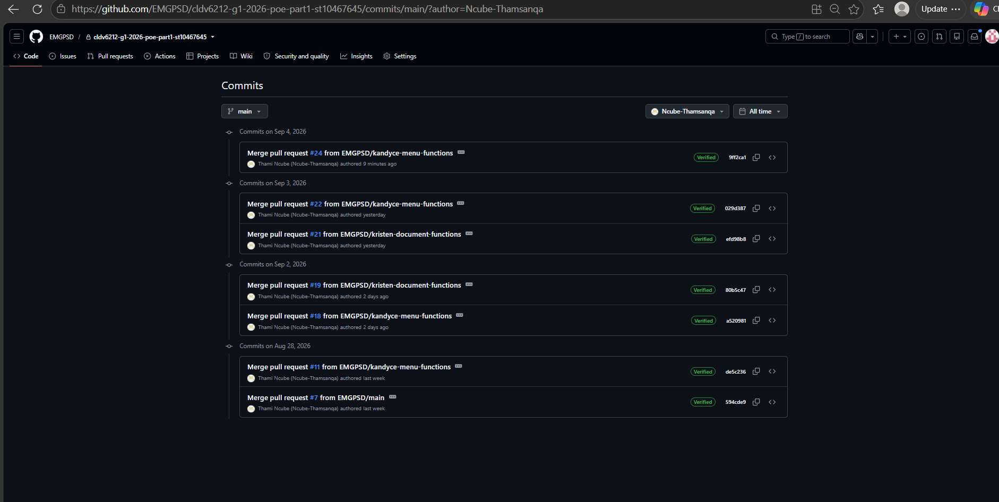 https://github.com/EMGPSD/cldv6212-g1-2026-poe-part1-st10467645/commits/main/?author=Ncube-Thamsanqa
Update
EMGPSD / cldv6212-g1-2026-poe-part1-st10467645
Type / to search
Code Issues Pull requests Actions Projects Wiki Security and quality Insights Settings
Commits
main
Ncube-Thamsanqa All time
Commits on Sep 4, 2026
Merge pull request #24 from EMGPSD/kandyce-menu-functions
Thami Ncube (Ncube-Thamsanqa) authored 9 minutes ago
Verified 9ff2ca1
Commits on Sep 3, 2026
Merge pull request #22 from EMGPSD/kandyce-menu-functions
Thami Ncube (Ncube-Thamsanqa) authored yesterday
Verified 029d387
Merge pull request #21 from EMGPSD/kristen-document-functions
Thami Ncube (Ncube-Thamsanqa) authored yesterday
Verified efd98b8
Commits on Sep 2, 2026
Merge pull request #19 from EMGPSD/kristen-document-functions
Thami Ncube (Ncube-Thamsanqa) authored 2 days ago
Verified 80b5c47
Merge pull request #18 from EMGPSD/kandyce-menu-functions
Thami Ncube (Ncube-Thamsanqa) authored 2 days ago
Verified a520981
Commits on Aug 28, 2026
Merge pull request #11 from EMGPSD/kandyce-menu-functions
Thami Ncube (Ncube-Thamsanqa) authored last week
Verified de5c236
Merge pull request #7 from EMGPSD/main
Thami Ncube (Ncube-Thamsanqa) authored last week
Verified 594cde9